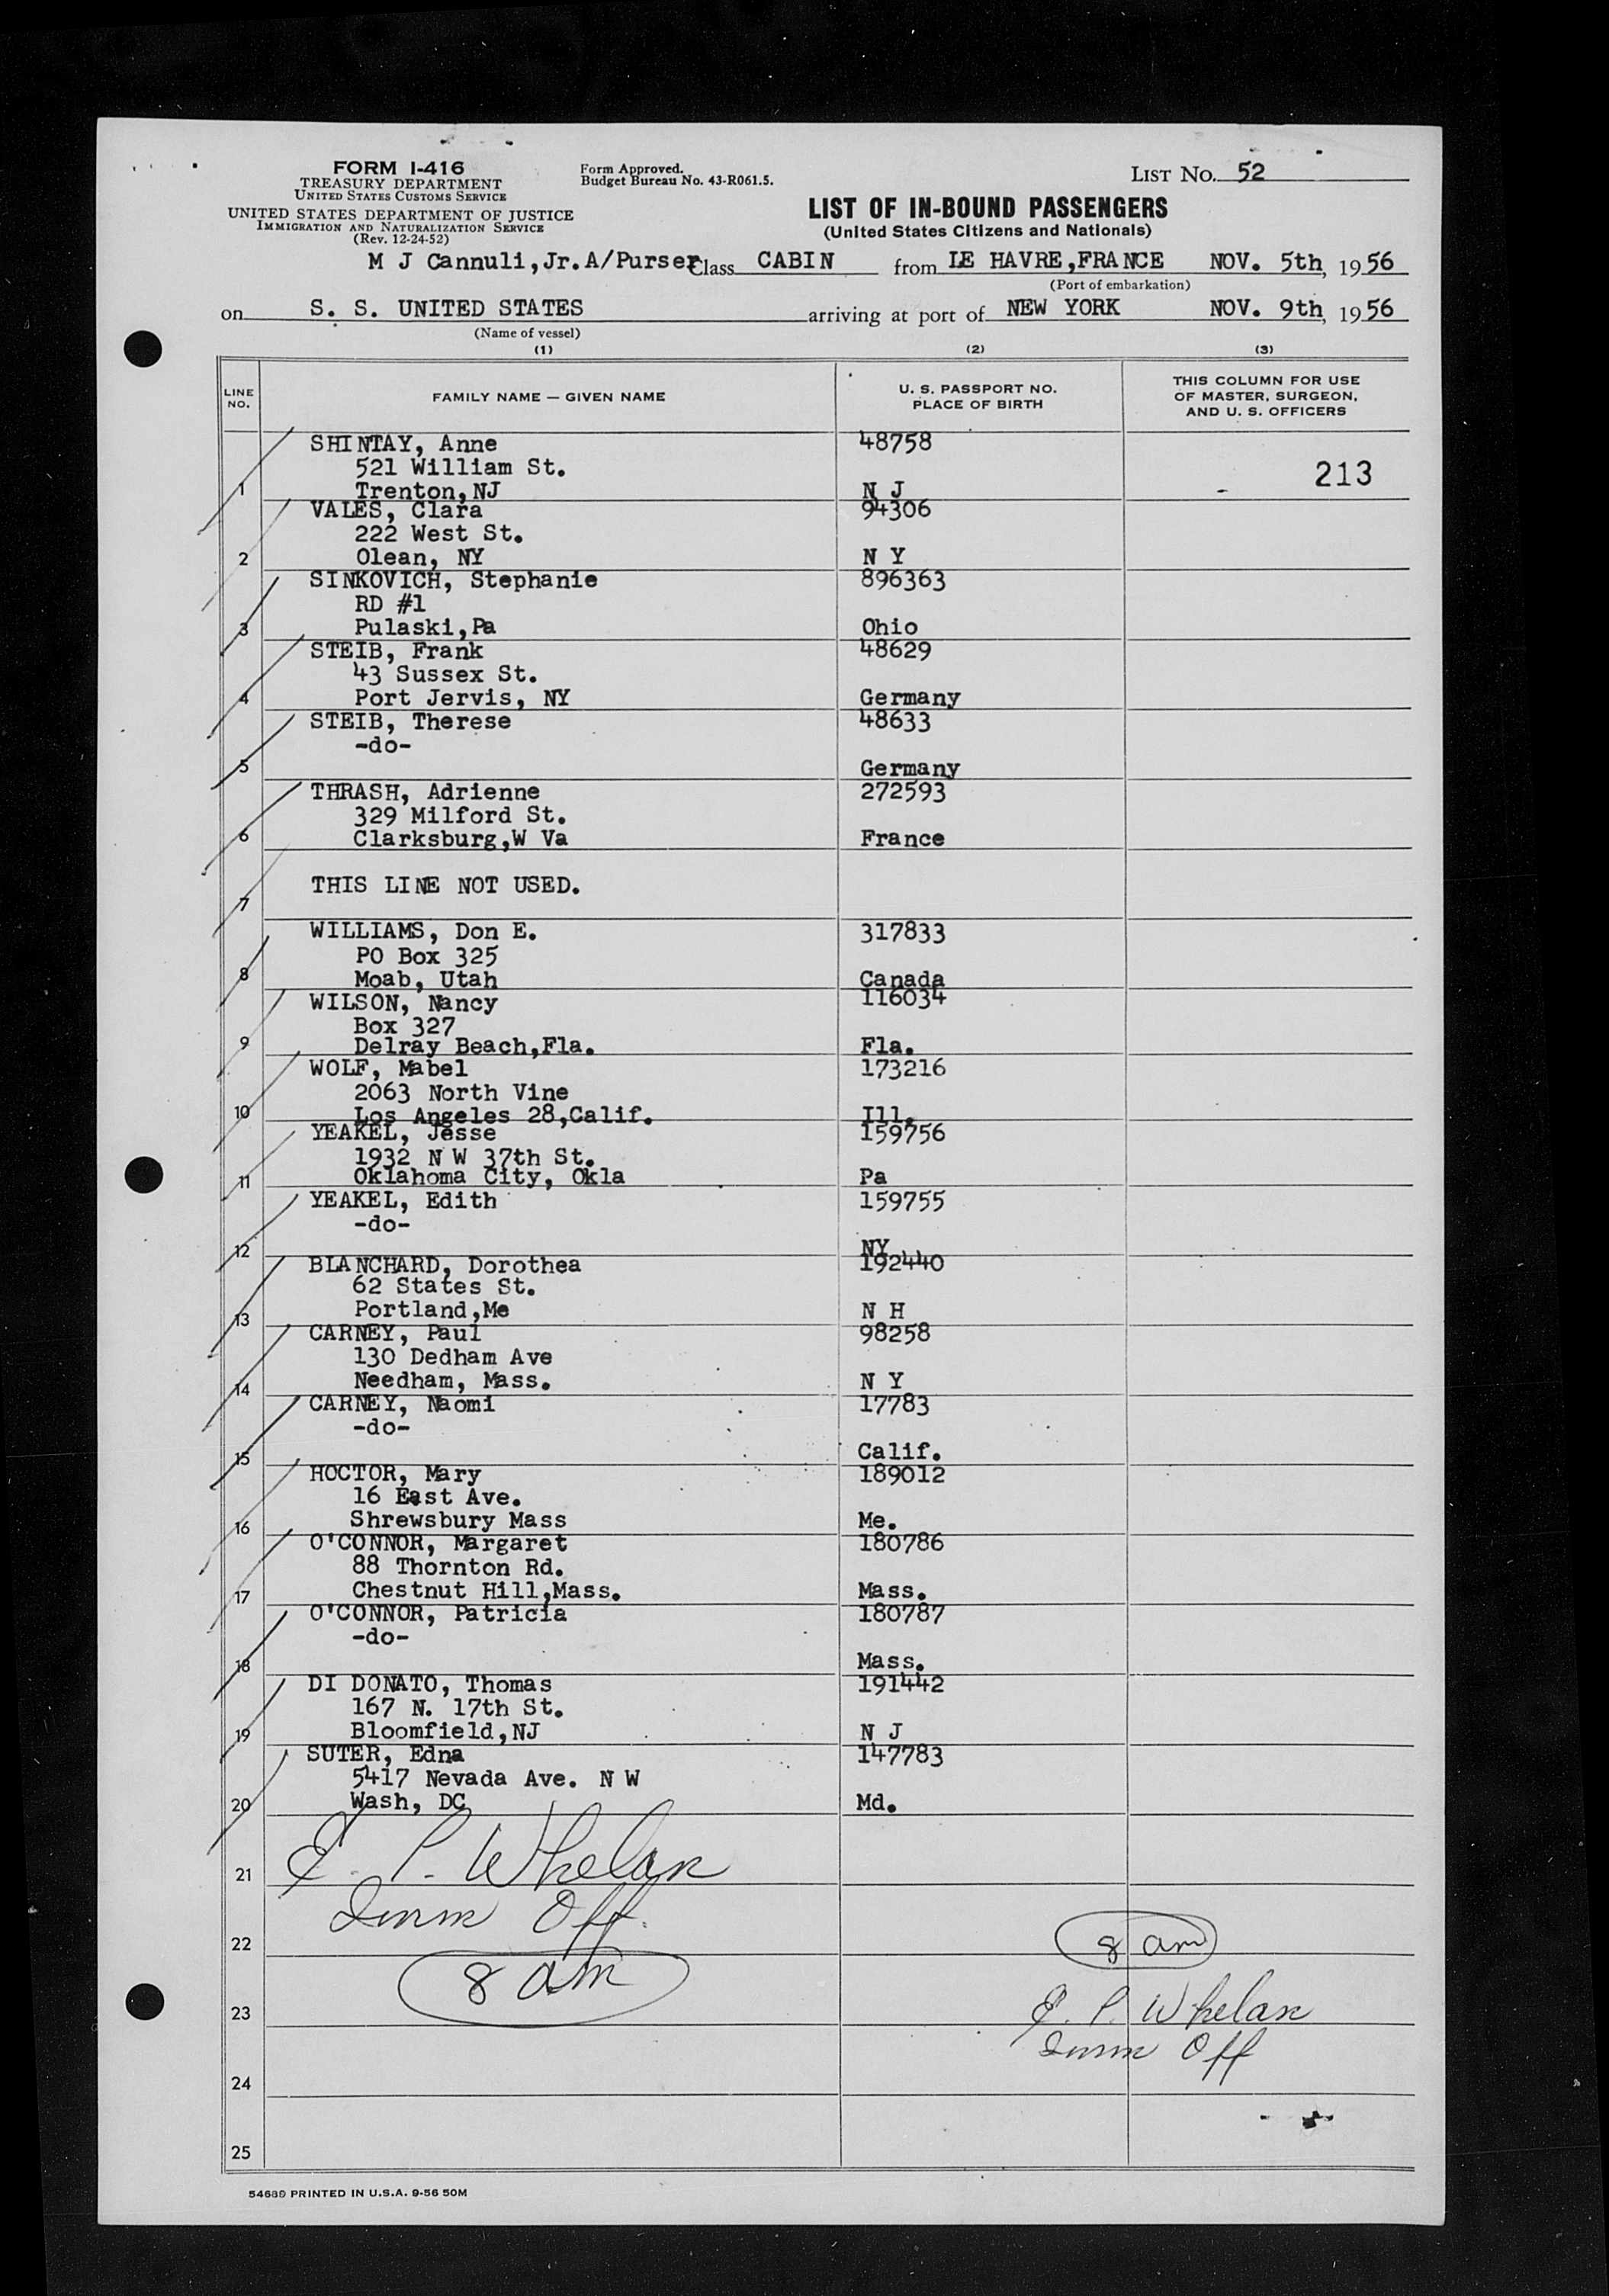 FORM I-416
TREASURY DEPARTMENT
UNITED STATES CUSTOMS SERVICE
UNITED STATES DEPARTMENT OF JUSTICE
IMMIGRATION AND NATURALIZATION SERVICE
(Rev. 12-24-52)
Form Approved.
Budget Bureau No. 43-R061.5.
LIST No. 52
LIST OF IN-BOUND PASSENGERS
(United States Citizens and Nationals)
M J Cannuli,Jr.A/Purser Class CABIN from LE HAVRE,FRANCE NOV. 5th, 1956
(Port of embarkation)
on S. S. UNITED STATES arriving at port of NEW YORK NOV. 9th, 1956
(Name of vessel)
(1) (2) (3)
LINE NO. FAMILY NAME — GIVEN NAME U. S. PASSPORT NO. PLACE OF BIRTH THIS COLUMN FOR USE OF MASTER, SURGEON, AND U. S. OFFICERS
SHINTAY, Anne 48758
521 William St. 213
1 Trenton,NJ N J
VALES, Clara 94306
222 West St.
2 Olean, NY N Y
SINKOVICH, Stephanie 896363
RD #1
3 Pulaski,Pa Ohio
STEIB, Frank 48629
43 Sussex St.
4 Port Jervis, NY Germany
STEIB, Therese 48633
-do-
5 Germany
THRASH, Adrienne 272593
329 Milford St.
6 Clarksburg,W Va France
7 THIS LINE NOT USED.
WILLIAMS, Don E. 317833
PO Box 325
8 Moab, Utah Canada
WILSON, Nancy 116034
Box 327
9 Delray Beach,Fla. Fla.
WOLF, Mabel 173216
2063 North Vine
10 Los Angeles 28,Calif. Ill.
YEAKEL, Jesse 159756
1932 N W 37th St.
11 Oklahoma City, Okla Pa
YEAKEL, Edith 159755
-do-
12 NY
BLANCHARD, Dorothea 192440
62 States St.
13 Portland,Me N H
CARNEY, Paul 98258
130 Dedham Ave
14 Needham, Mass. N Y
CARNEY, Naomi 17783
-do-
15 Calif.
HOCTOR, Mary 189012
16 East Ave.
16 Shrewsbury Mass Me.
O'CONNOR, Margaret 180786
88 Thornton Rd.
17 Chestnut Hill,Mass. Mass.
O'CONNOR, Patricia 180787
-do-
18 Mass.
DI DONATO, Thomas 191442
167 N. 17th St.
19 Bloomfield,NJ N J
SUTER, Edna 147783
5417 Nevada Ave. N W
20 Wash, DC Md.
21 E. P. Whelan
Imm Off.
22 8 am
8 am
23 E. P. Whelan
Imm Off
24
25
54689 PRINTED IN U.S.A. 9-56 50M